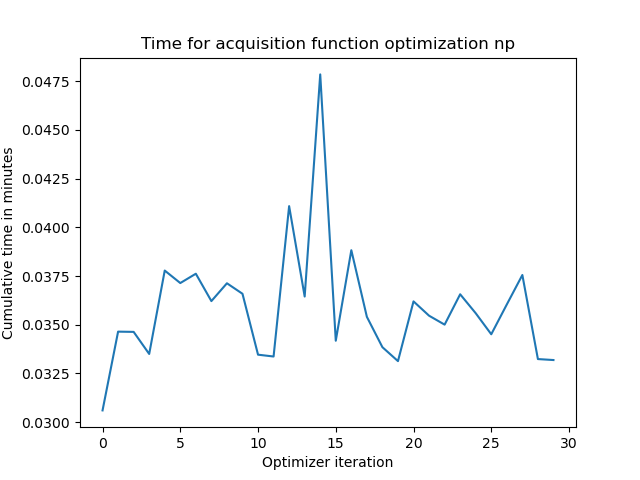 Time for acquisition function optimization np
Cumulative time in minutes
0.0475
0.0450
0.0425
0.0400
0.0375
0.0350
0.0325
0.0300
0 5 10 15 20 25 30
Optimizer iteration